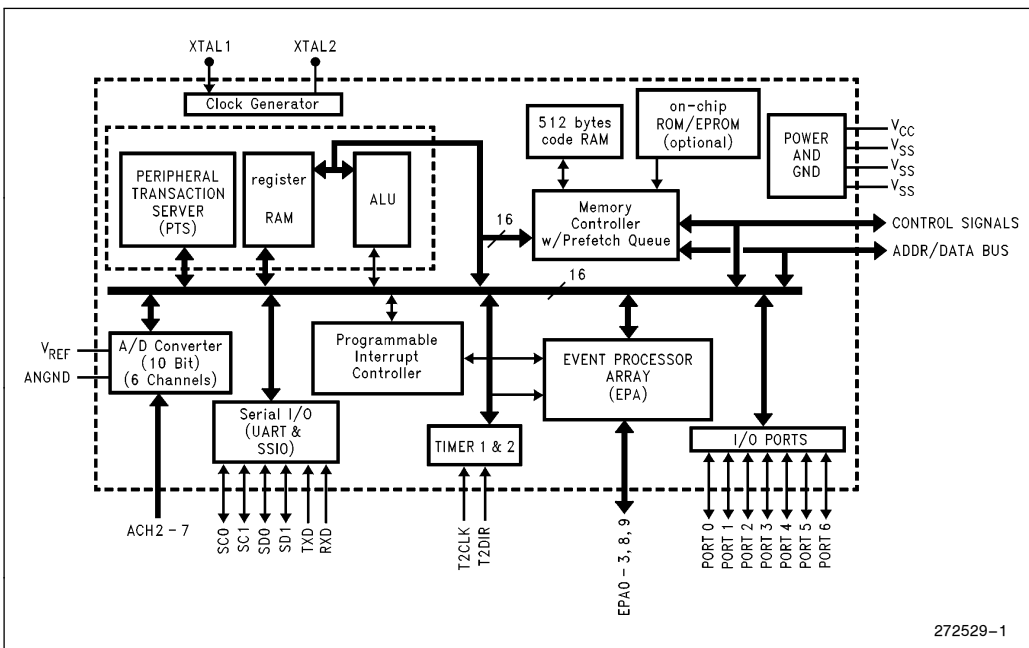 XTAL1
XTAL2
Clock Generator
PERIPHERAL
TRANSACTION
SERVER
(PTS)
register
RAM
ALU
512 bytes
code RAM
on-chip
ROM/EPROM
(optional)
POWER
AND
GND
VCC
VSS
VSS
VSS
16
Memory
Controller
w/Prefetch Queue
CONTROL SIGNALS
ADDR/DATA BUS
16
VREF
ANGND
A/D Converter
(10 Bit)
(6 Channels)
Programmable
Interrupt
Controller
EVENT PROCESSOR
ARRAY
(EPA)
Serial I/O
(UART &
SSIO)
TIMER 1 & 2
I/O PORTS
ACH2-7
SC0
SC1
SD0
SD1
TXD
RXD
T2CLK
T2DIR
EPA0-3, 8, 9
PORT 0
PORT 1
PORT 2
PORT 3
PORT 4
PORT 5
PORT 6
272529-1